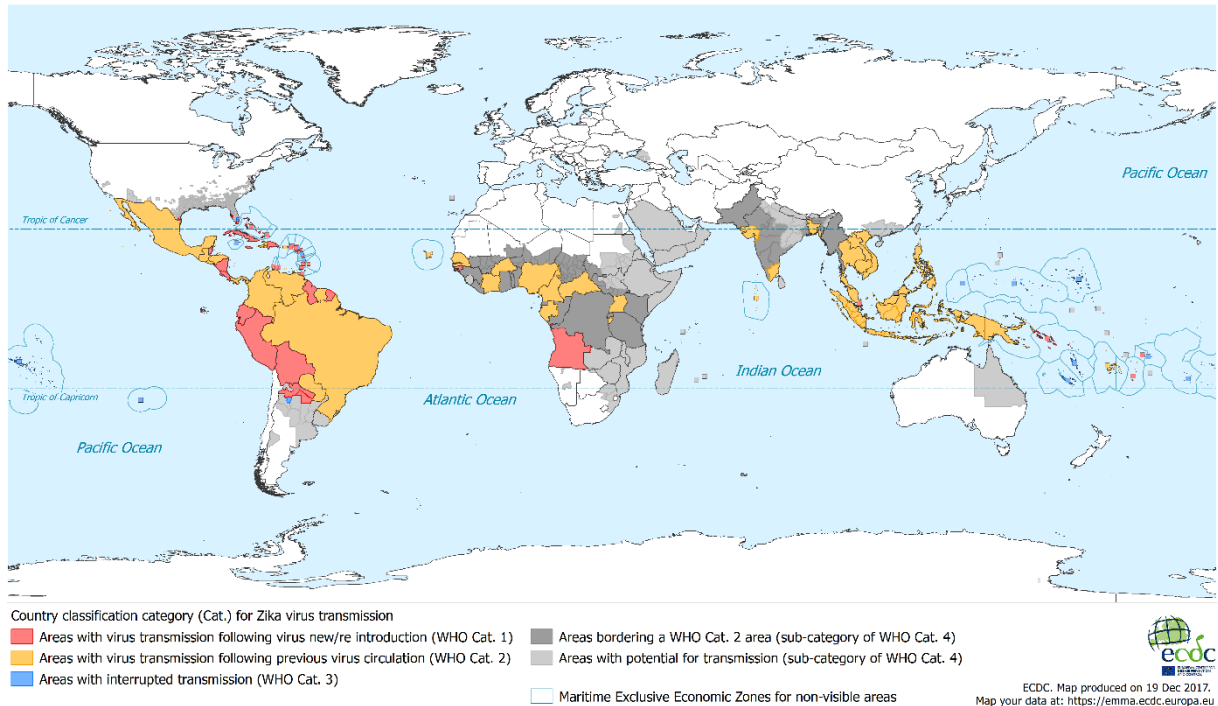 Pacific Ocean
Tropic of Cancer
Indian Ocean
Atlantic Ocean
Tropic of Capricorn
Pacific Ocean
Country classification category (Cat.) for Zika virus transmission
Areas with virus transmission following virus new/re introduction (WHO Cat. 1)
Areas with virus transmission following previous virus circulation (WHO Cat. 2)
Areas with interrupted transmission (WHO Cat. 3)
Areas bordering a WHO Cat. 2 area (sub-category of WHO Cat. 4)
Areas with potential for transmission (sub-category of WHO Cat. 4)
Maritime Exclusive Economic Zones for non-visible areas
ecdc
ECDC. Map produced on 19 Dec 2017.
Map your data at: https://emma.ecdc.europa.eu